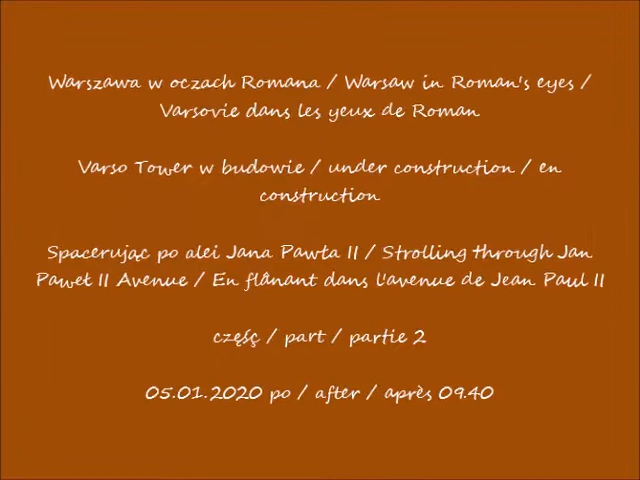 Warszawa w oczach Romana / Warsaw in Roman's eyes /
Varsovie dans les yeux de Roman
Varso Tower w budowie / under construction / en
construction
Spacerując po alei Jana Pawła II / Strolling through Jan
Paweł II Avenue / En flânant dans l'avenue de Jean Paul II
część / part / partie 2
05.01.2020 po / after / après 09.40